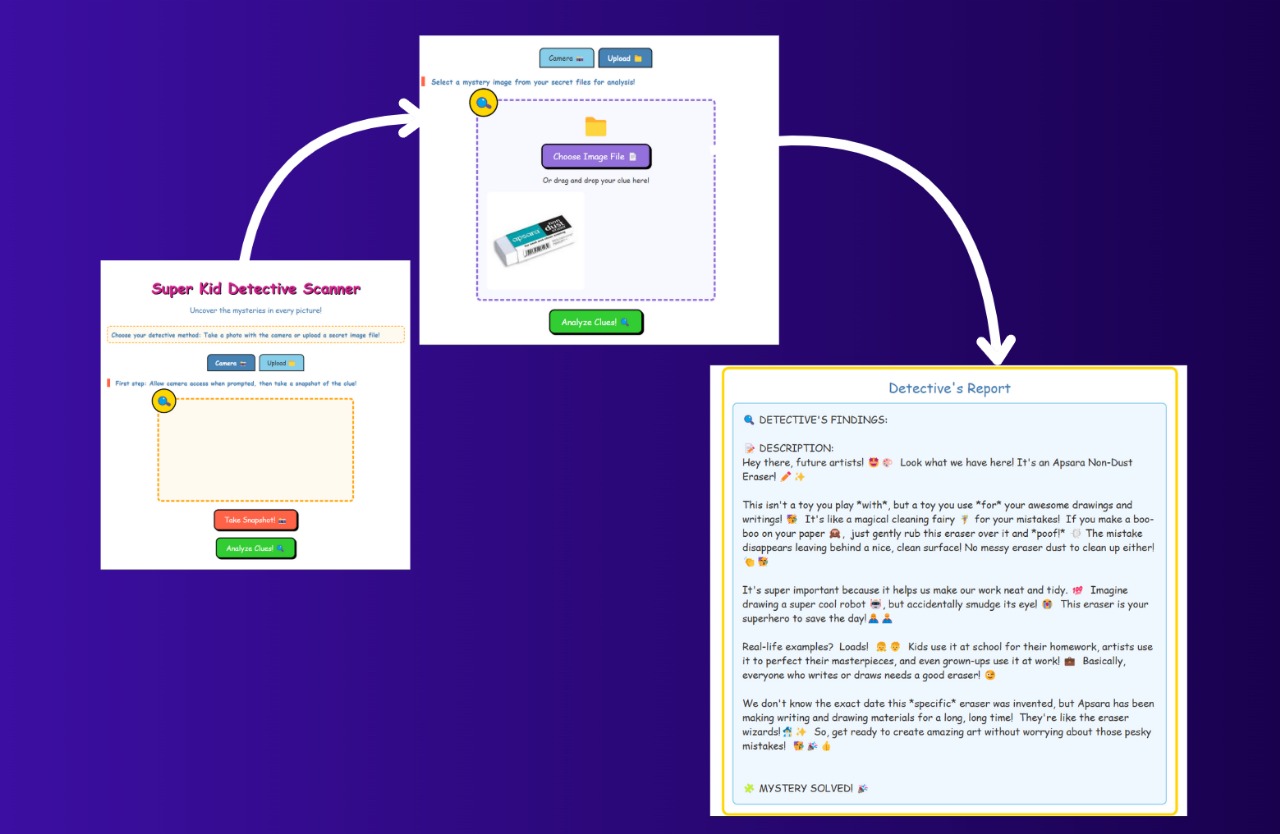 Super Kid Detective Scanner
Uncover the mysteries in every picture!
Choose your detective method: Take a photo with the camera or upload a secret image file!
Camera 📷 Upload 📁
First step: Allow camera access when prompted, then take a snapshot of the clue!
Take Snapshot! 📷
Analyze Clues! 🔍
Camera 📷 Upload 📁
Select a mystery image from your secret files for analysis!
Choose Image File 📄
Or drag and drop your clue here!
apsara
non
dust
Analyze Clues! 🔍
Detective's Report
🔍 DETECTIVE'S FINDINGS:
📝 DESCRIPTION:
Hey there, future artists! Look what we have here! It's an Apsara Non-Dust
Eraser! ✏️✨
This isn't a toy you play *with*, but a toy you use *for* your awesome drawings and
writings! It's like a magical cleaning fairy for your mistakes! If you make a boo-
boo on your paper , just gently rub this eraser over it and *poof!* The mistake
disappears leaving behind a nice, clean surface! No messy eraser dust to clean up either!
It's super important because it helps us make our work neat and tidy. 💯 Imagine
drawing a super cool robot 🤖, but accidentally smudge its eye! This eraser is your
superhero to save the day!
Real-life examples? Loads! Kids use it at school for their homework, artists use
it to perfect their masterpieces, and even grown-ups use it at work! 💼 Basically,
everyone who writes or draws needs a good eraser! 😉
We don't know the exact date this *specific* eraser was invented, but Apsara has been
making writing and drawing materials for a long, long time! They're like the eraser
wizards! ✨ So, get ready to create amazing art without worrying about those pesky
mistakes! 🎉👍
🧩 MYSTERY SOLVED! 🎉